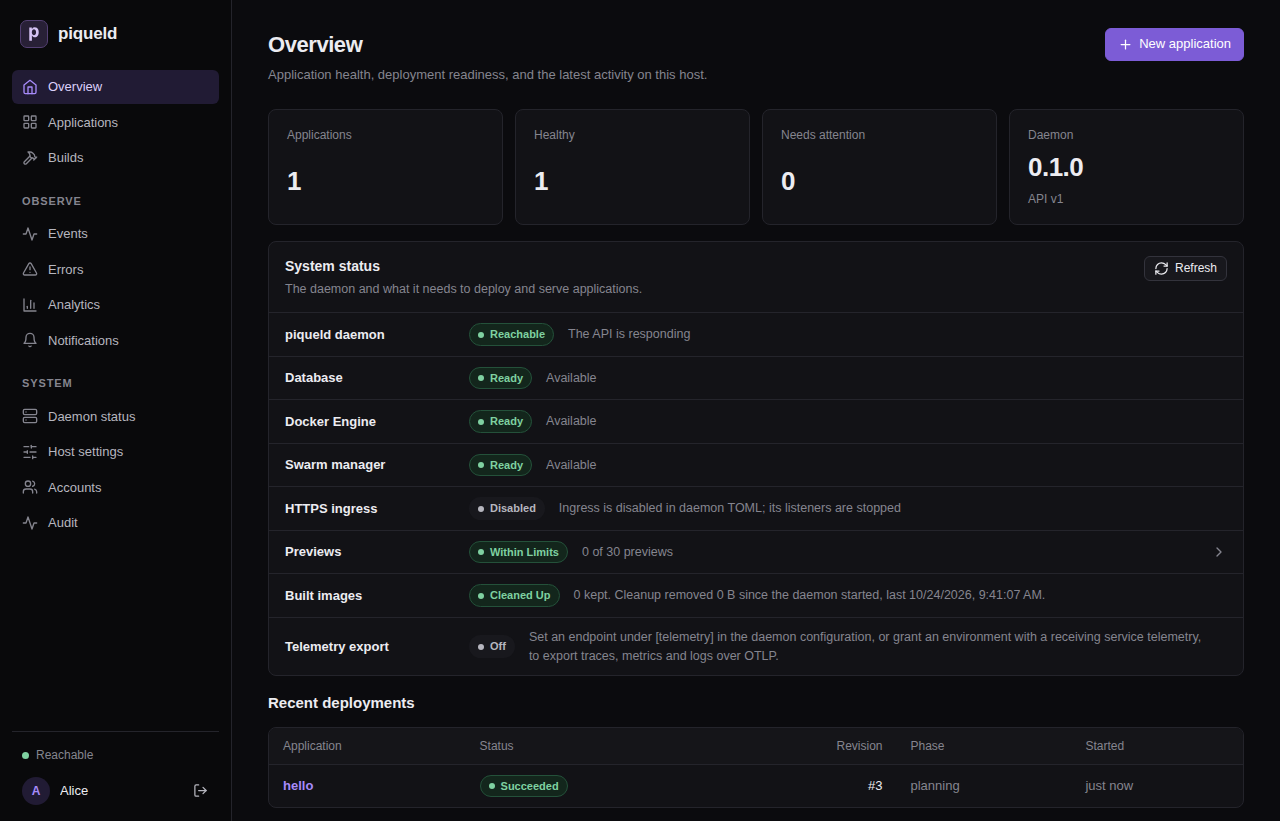 p piqueld
Overview
Applications
Builds
OBSERVE
Events
Errors
Analytics
Notifications
SYSTEM
Daemon status
Host settings
Accounts
Audit
Reachable
A Alice
Overview
New application
Application health, deployment readiness, and the latest activity on this host.
Applications
1
Healthy
1
Needs attention
0
Daemon
0.1.0
API v1
System status
Refresh
The daemon and what it needs to deploy and serve applications.
piqueld daemon Reachable The API is responding
Database Ready Available
Docker Engine Ready Available
Swarm manager Ready Available
HTTPS ingress Disabled Ingress is disabled in daemon TOML; its listeners are stopped
Previews Within Limits 0 of 30 previews
Built images Cleaned Up 0 kept. Cleanup removed 0 B since the daemon started, last 10/24/2026, 9:41:07 AM.
Telemetry export Off Set an endpoint under [telemetry] in the daemon configuration, or grant an environment with a receiving service telemetry,
to export traces, metrics and logs over OTLP.
Recent deployments
Application Status Revision Phase Started
hello Succeeded #3 planning just now